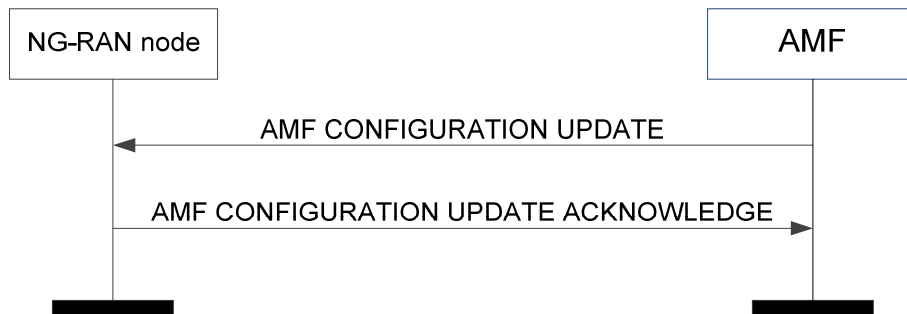 NG-RAN node
AMF
AMF CONFIGURATION UPDATE
AMF CONFIGURATION UPDATE ACKNOWLEDGE